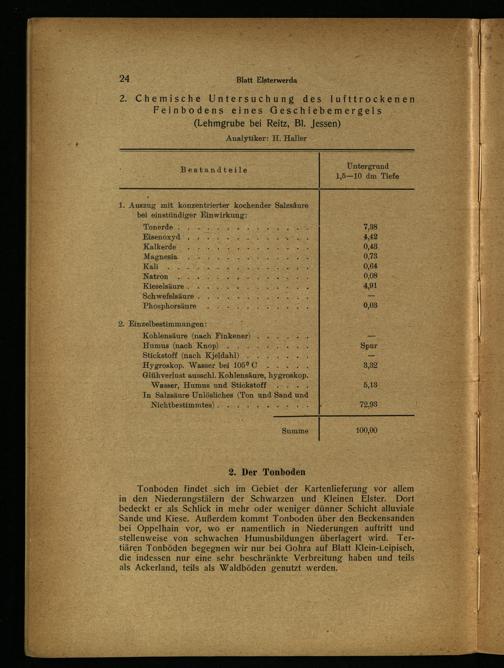 24
Blatt Elsterwerda
2. Chemische Untersuchung des lufttrockenen
Feinbodens eines Geschiebemergels
(Lehmgrube bei Reitz, Bl. Jessen)
Analytiker: H. Haller
Bestandteile
Untergrund
1,5—10 dm Tiefe
1. Auszug mit konzentrierter kochender Salzsäure
bei einstündiger Einwirkung:
Tonerde . . . . . . . . . . . . . 7,38
Eisenoxyd . . . . . . . . . . . . 4,42
Kalkerde . . . . . . . . . . . . 0,43
Magnesia . . . . . . . . . . . . 0,73
Kali . . . . . . . . . . . . . 0,64
Natron . . . . . . . . . . . . 0,08
Kieselsäure . . . . . . . . . . . . 4,91
Schwefelsäure . . . . . . . . . . . —
Phosphorsäure . . . . . . . . . . 0,03
2. Einzelbestimmungen:
Kohlensäure (nach Finkener) . . . . . —
Humus (nach Knop) . . . . . . . . Spur
Stickstoff (nach Kjeldahl) . . . . . . —
Hygroskop. Wasser bei 105° C . . . . . 3,32
Glühverlust ausschl. Kohlensäure, hygroskop.
Wasser, Humus und Stickstoff . . . . 5,13
In Salzsäure Unlösliches (Ton und Sand und
Nichtbestimmtes) . . . . . . . . . 72,93
Summe 100,00
2. Der Tonboden
Tonboden findet sich im Gebiet der Kartenlieferung vor allem
in den Niederungstälern der Schwarzen und Kleinen Elster. Dort
bedeckt er als Schlick in mehr oder weniger dünner Schicht alluviale
Sande und Kiese. Außerdem kommt Tonboden über den Beckensanden
bei Oppelhain vor, wo er namentlich in Niederungen auftritt und
stellenweise von schwachen Humusbildungen überlagert wird. Ter-
tiären Tonböden begegnen wir nur bei Gohra auf Blatt Klein-Leipisch,
die indessen nur eine sehr beschränkte Verbreitung haben und teils
als Ackerland, teils als Waldböden genutzt werden.